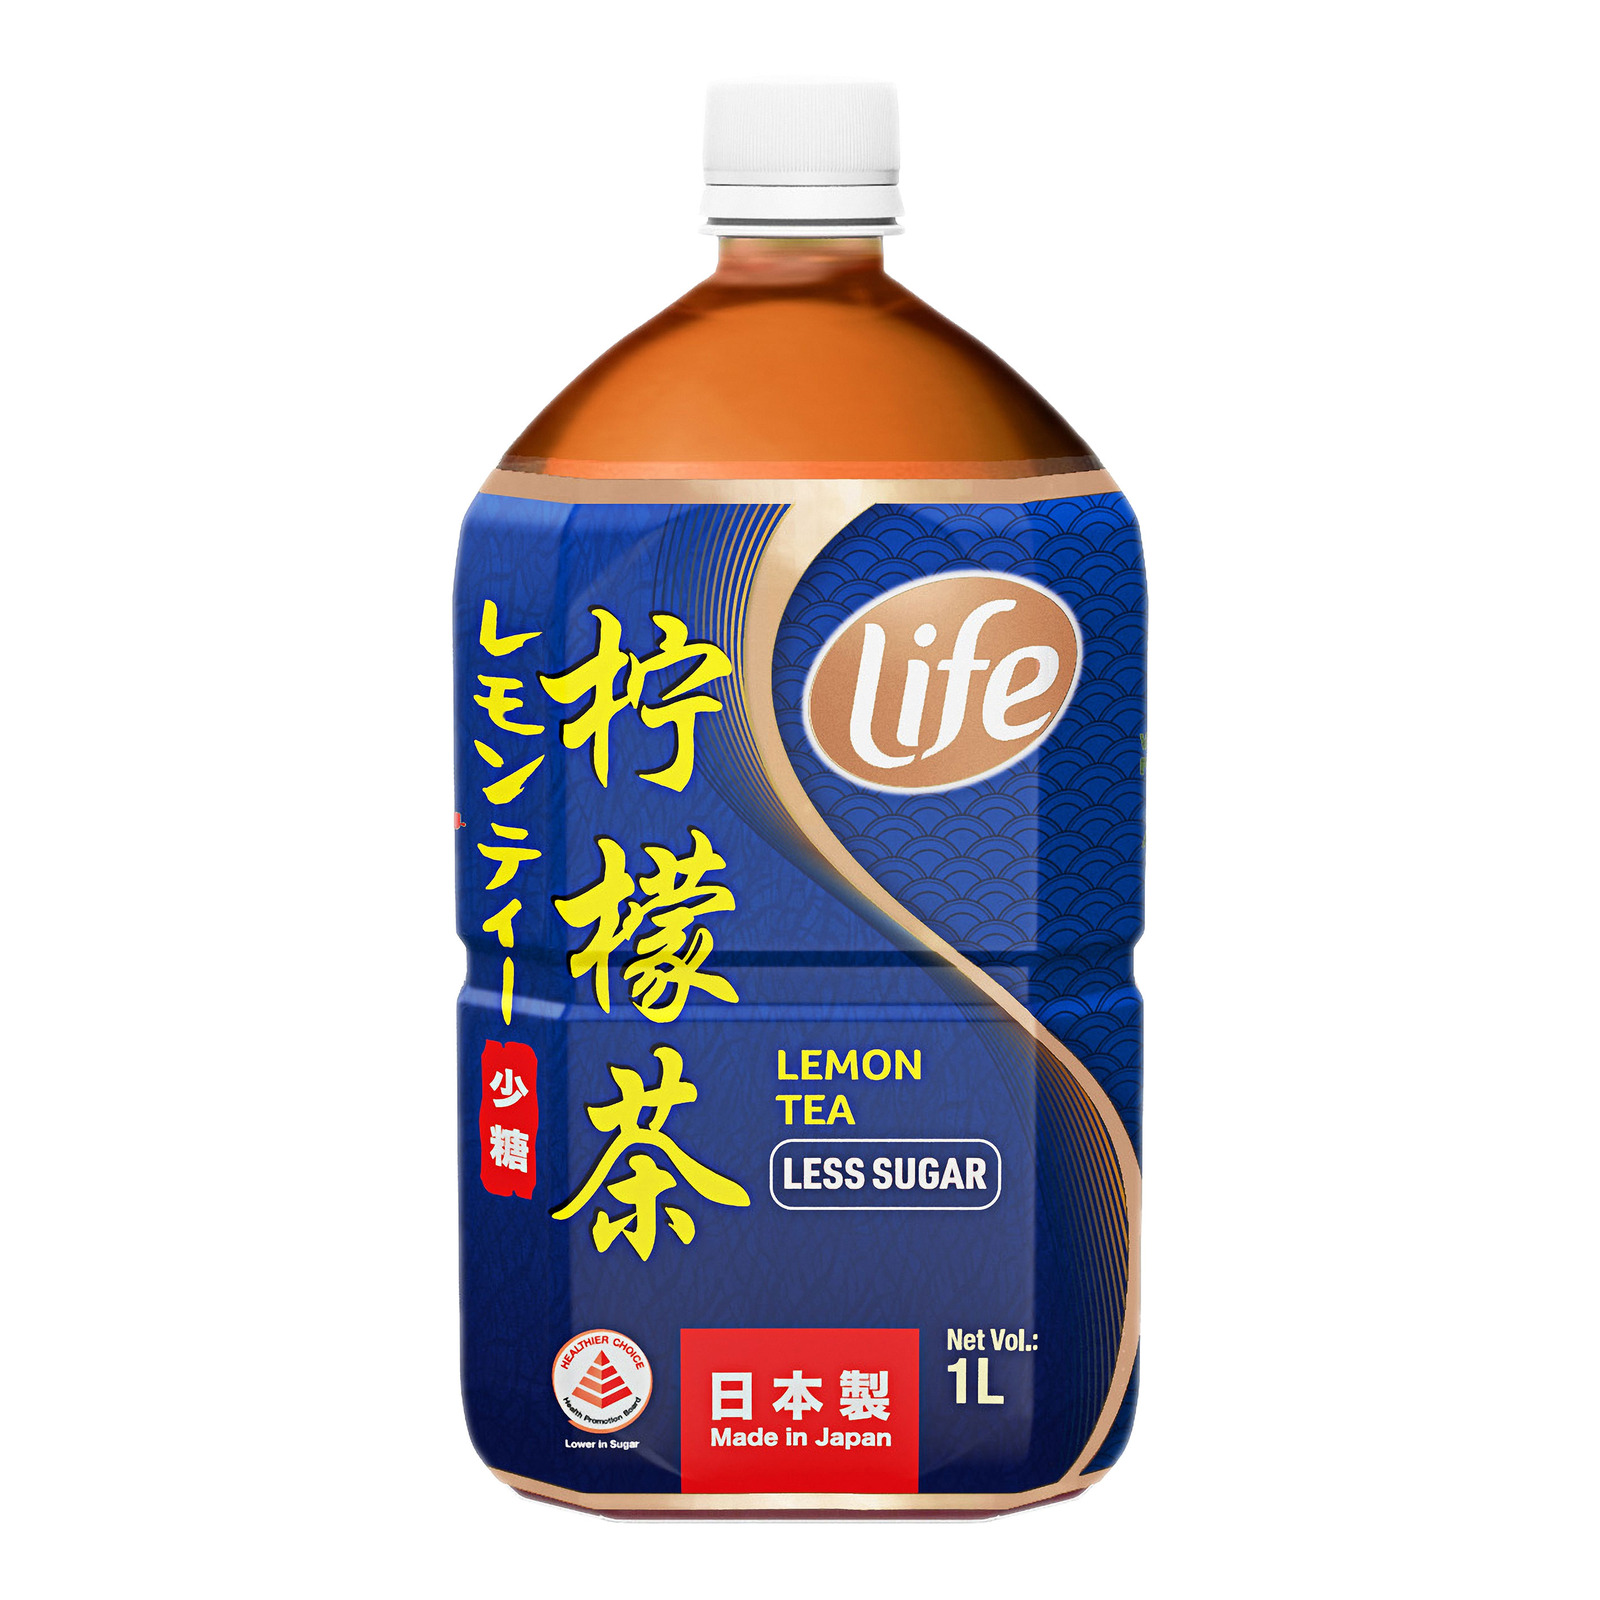 Life
柠檬茶
レモンティー
少糖
LEMON
TEA
LESS SUGAR
HEALTHIER CHOICE
Health Promotion Board
Lower in Sugar
日本製
Made in Japan
Net Vol.:
1L